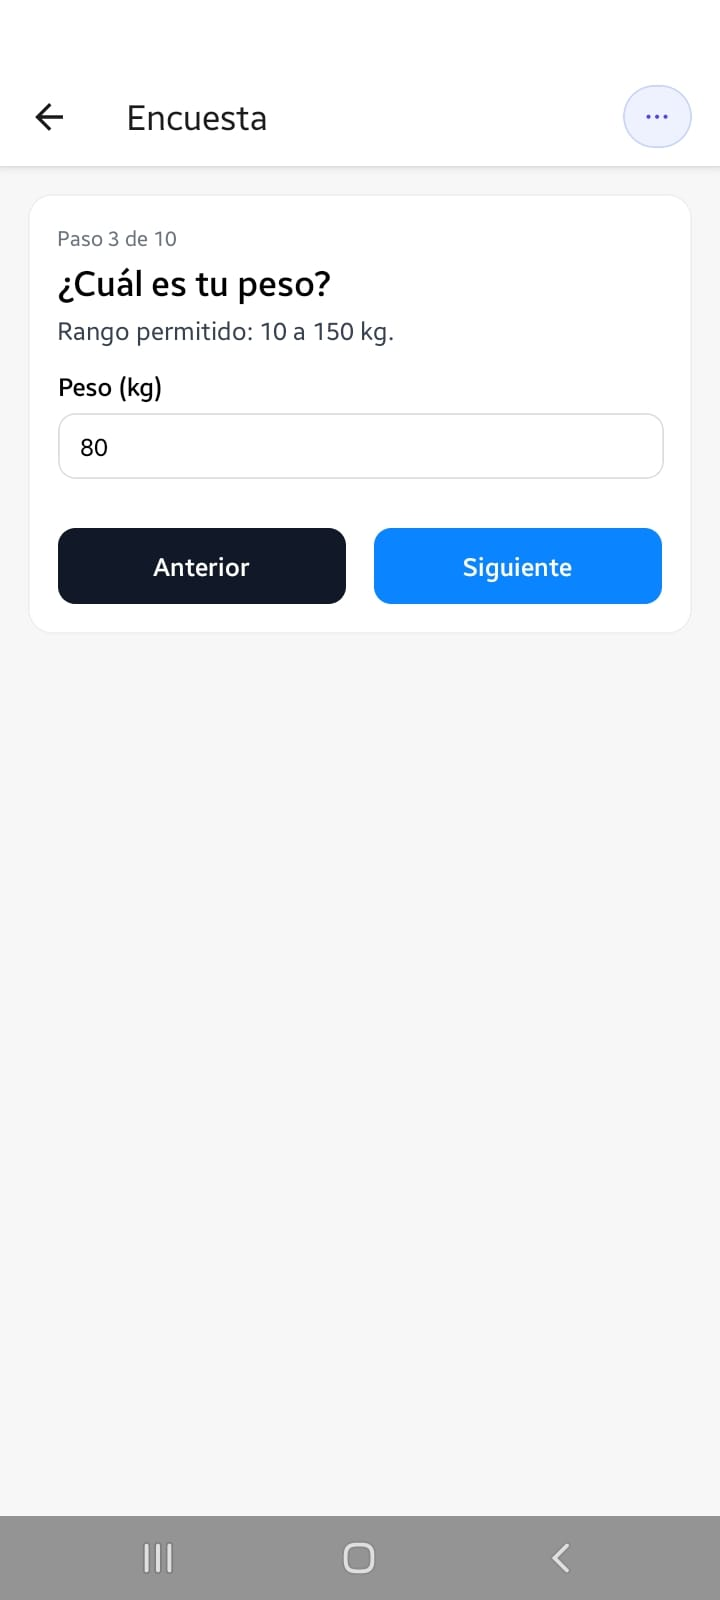 Encuesta
...
Paso 3 de 10
¿Cuál es tu peso?
Rango permitido: 10 a 150 kg.
Peso (kg)
80
Anterior
Siguiente